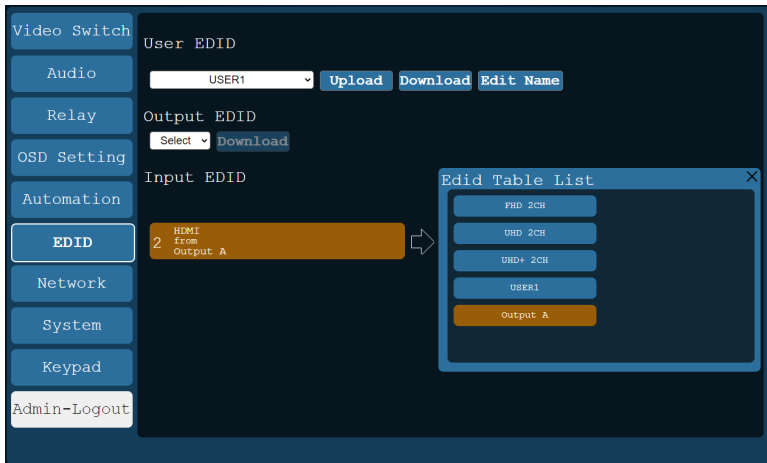 Video Switch
Audio
Relay
OSD Setting
Automation
EDID
Network
System
Keypad
Admin-Logout
User EDID
USER1
Upload
Download
Edit Name
Output EDID
Select
Download
Input EDID
2
HDMI
from
Output A
Edid Table List
FHD 2CH
UHD 2CH
UHD+ 2CH
USER1
Output A